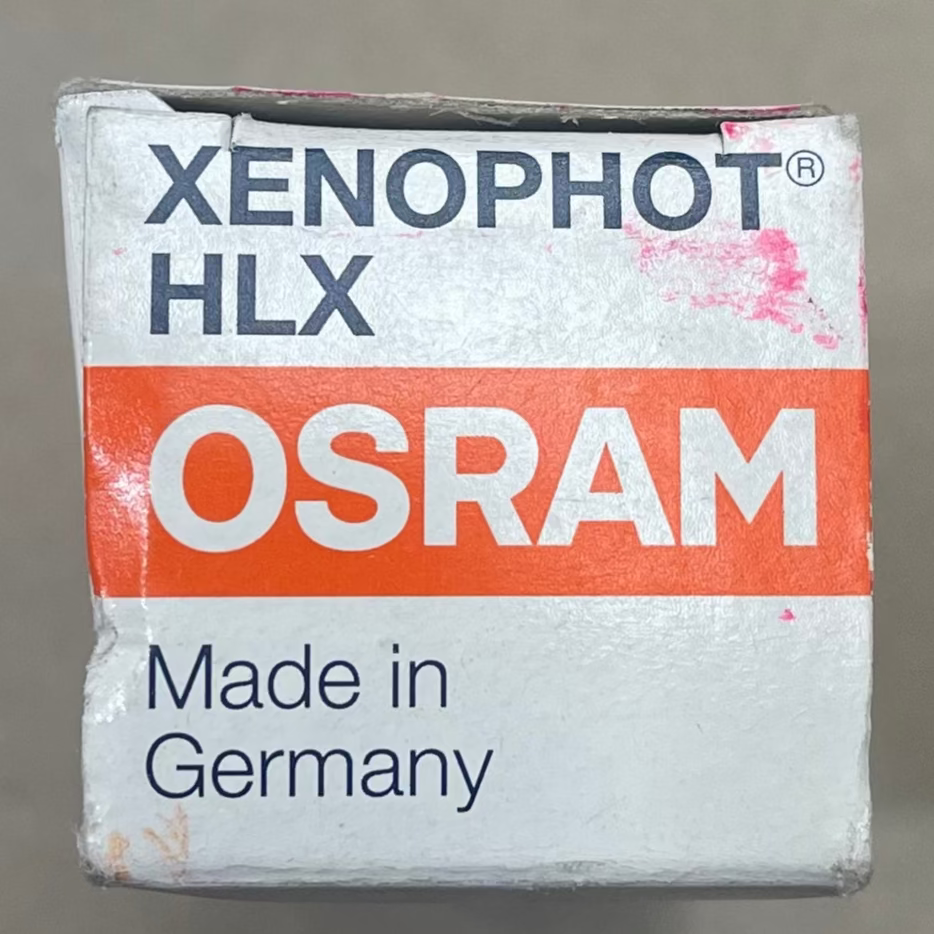 XENOPHOT®
HLX
OSRAM
Made in
Germany